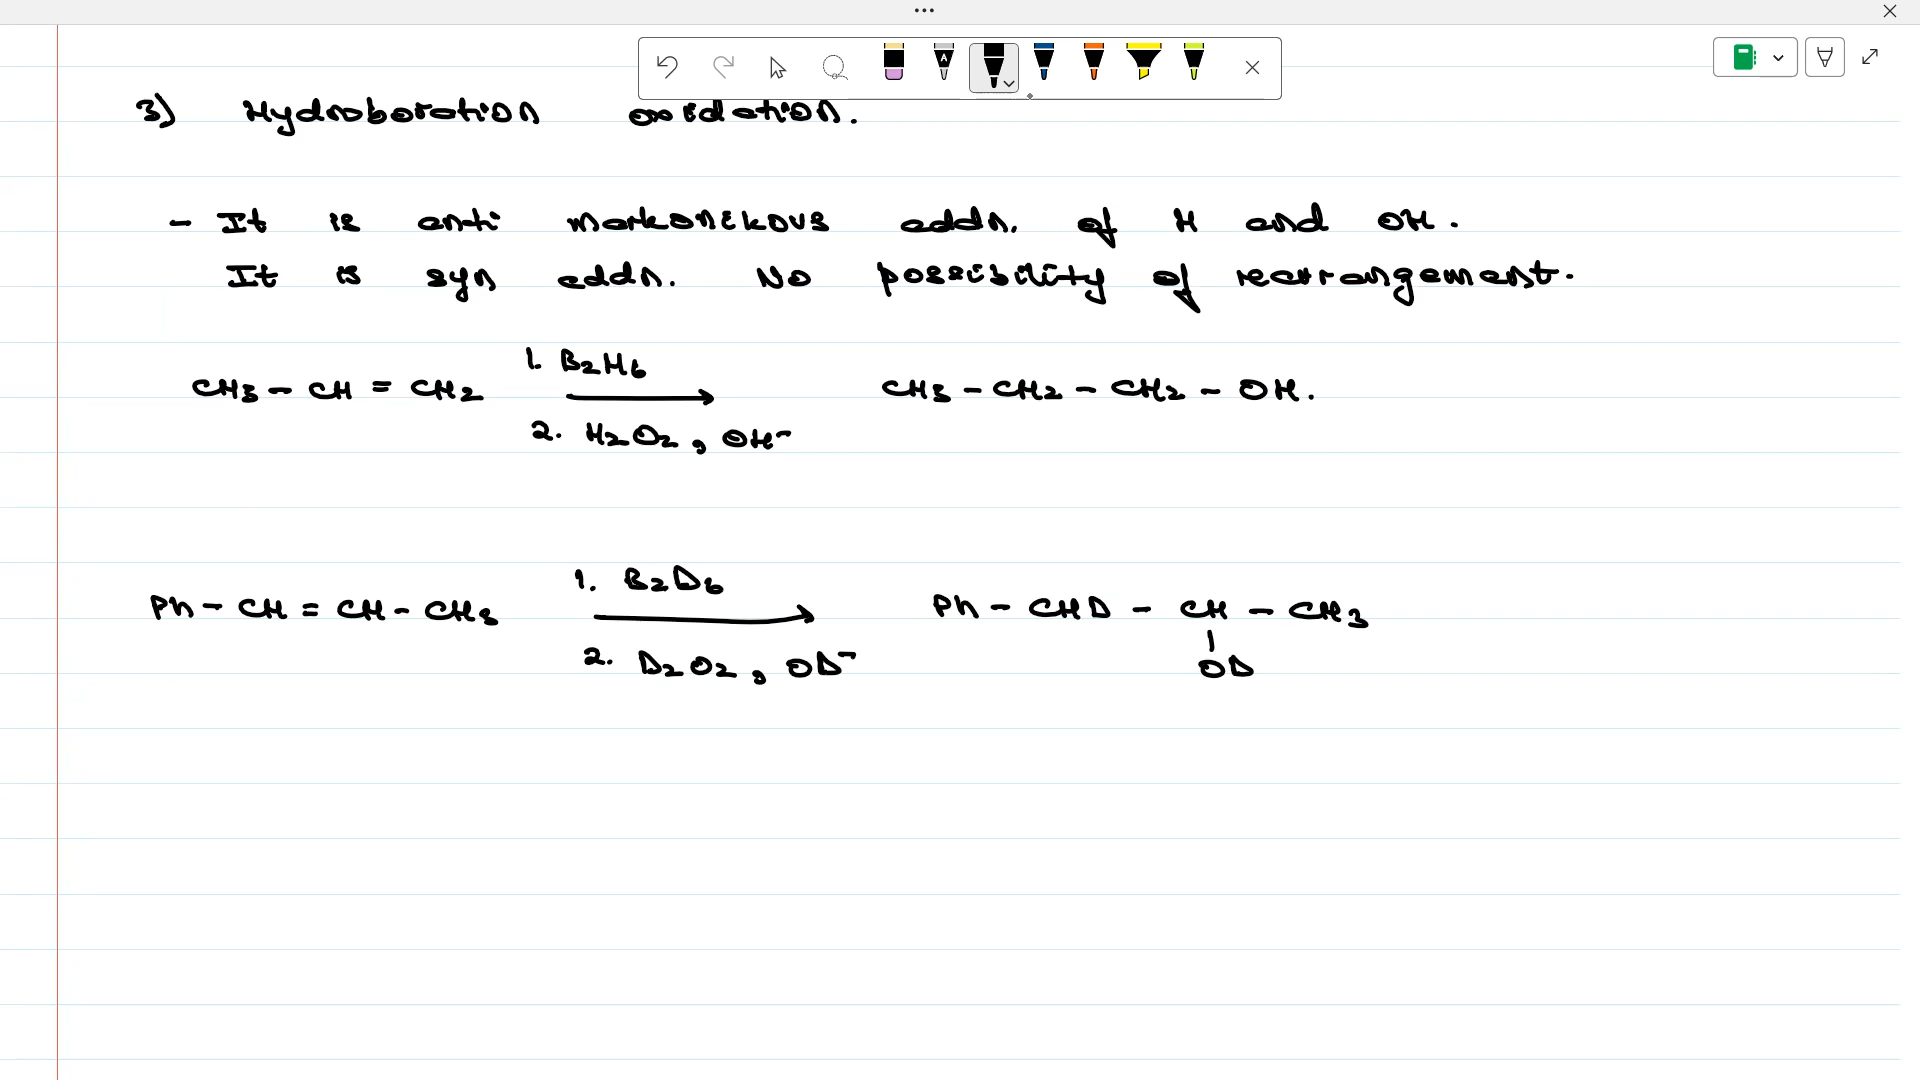 3) Hydroboration oxidation.
- It is anti markonikovs addn. of H and OH.
It is syn addn. No possibility of rearrangement.
1. B2H6
CH3 - CH = CH2 → CH3 - CH2 - CH2 - OH.
2. H2O2, OH⁻
1. B2D6
Ph - CH = CH - CH3 → Ph - CHD - CH - CH3
2. D2O2, OD⁻ OD